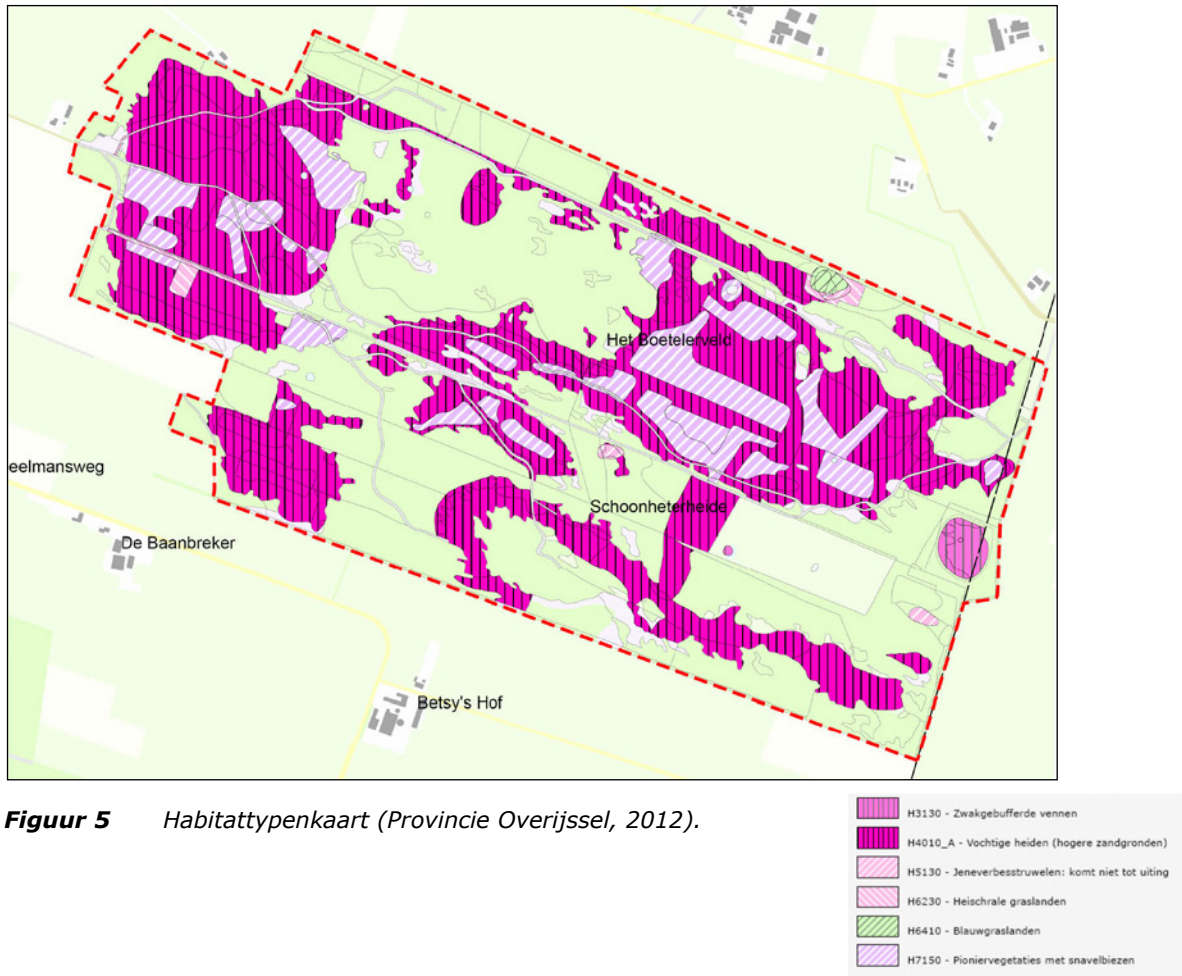 Het Boetelerveld
eelmansweg
Schoonheterheide
De Baanbreker
Betsy's Hof
Figuur 5 Habitattypenkaart (Provincie Overijssel, 2012).
H3130 - Zwakgebufferde vennen
H4010_A - Vochtige heiden (hogere zandgronden)
H5130 - Jeneverbesstruwelen: komt niet tot uiting
H6230 - Heischrale graslanden
H6410 - Blauwgraslanden
H7150 - Pioniervegetaties met snavelbiezen